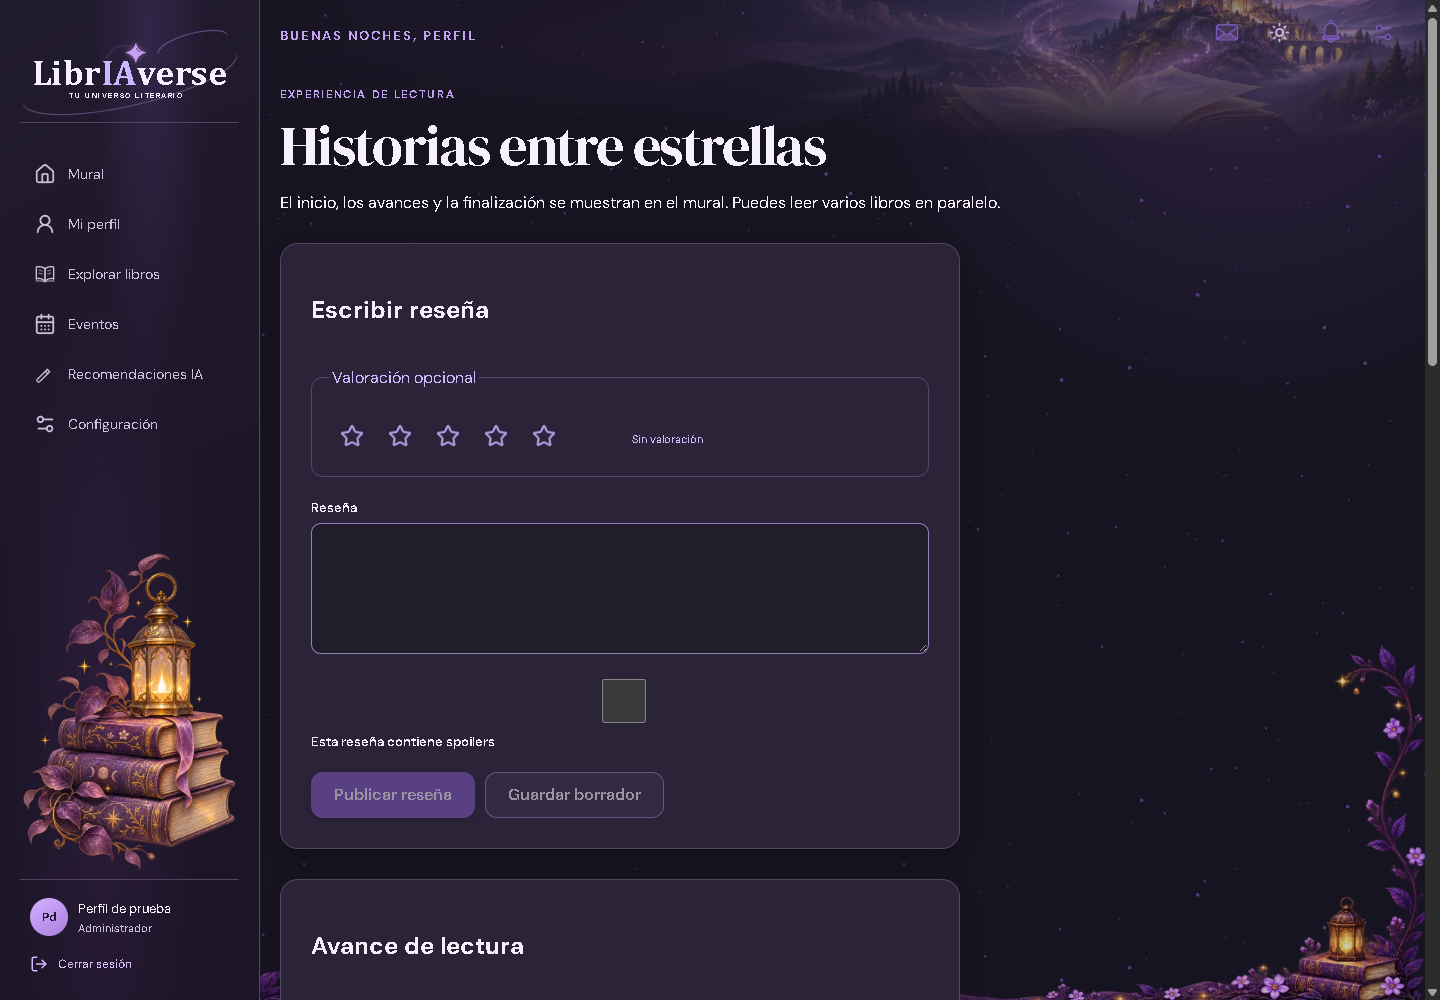 LibrIAverse
TU UNIVERSO LITERARIO
Mural
Mi perfil
Explorar libros
Eventos
Recomendaciones IA
Configuración
Pd
Perfil de prueba
Administrador
Cerrar sesión
BUENAS NOCHES, PERFIL
EXPERIENCIA DE LECTURA
Historias entre estrellas
El inicio, los avances y la finalización se muestran en el mural. Puedes leer varios libros en paralelo.
Escribir reseña
Valoración opcional
Sin valoración
Reseña
Esta reseña contiene spoilers
Publicar reseña
Guardar borrador
Avance de lectura